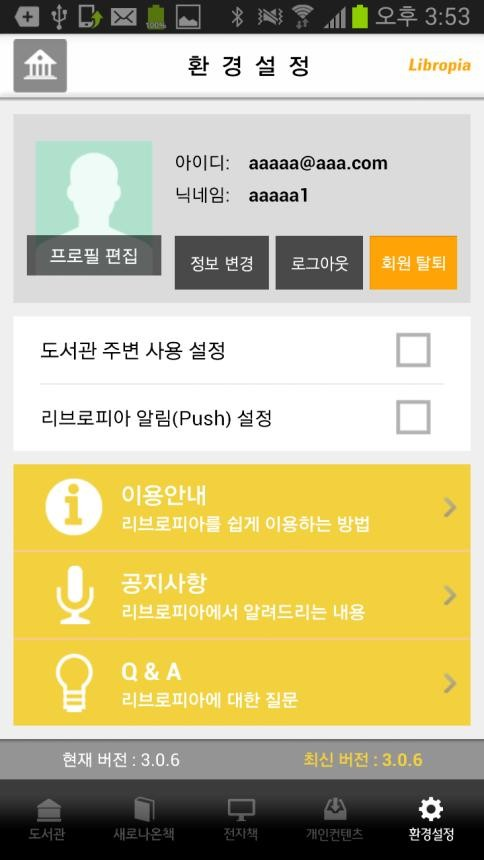 100%
오후 3:53
환 경 설 정
Libropia
아이디: aaaaa@aaa.com
닉네임: aaaaa1
프로필 편집
정보 변경
로그아웃
회원 탈퇴
도서관 주변 사용 설정
리브로피아 알림(Push) 설정
이용안내
리브로피아를 쉽게 이용하는 방법
공지사항
리브로피아에서 알려드리는 내용
Q & A
리브로피아에 대한 질문
현재 버전 : 3.0.6
최신 버전 : 3.0.6
도서관
새로나온책
전자책
개인컨텐츠
환경설정